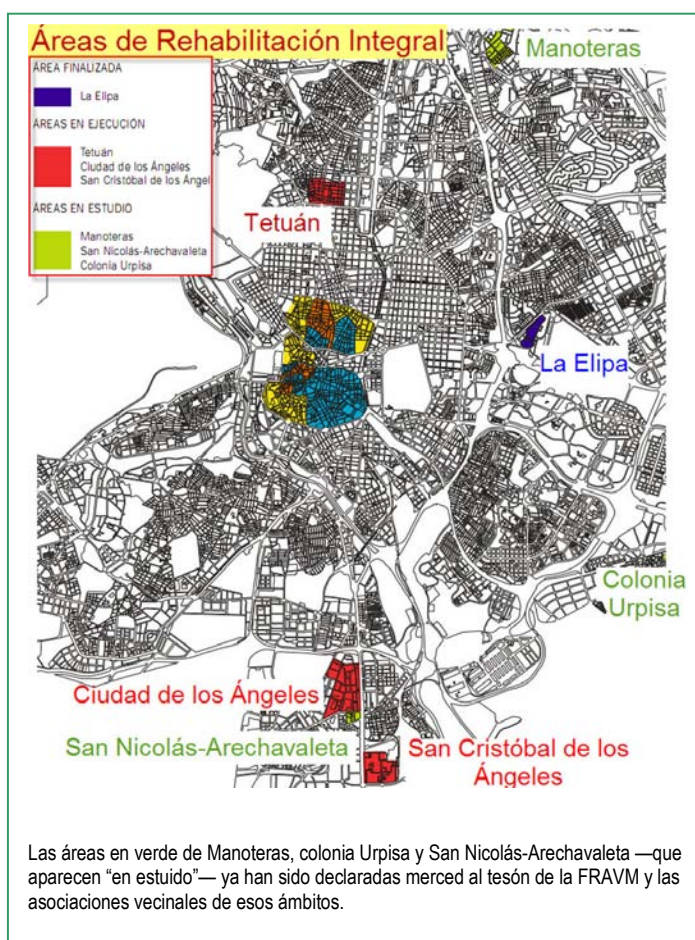 Áreas de Rehabilitación Integral
ÁREA FINALIZADA
La Elipa
ÁREAS EN EJECUCIÓN
Tetuán
Ciudad de los Ángeles
San Cristóbal de los Ángel
ÁREAS EN ESTUDIO
Manoteras
San Nicolás-Arechavaleta
Colonia Urpisa
Manoteras
Tetuán
La Elipa
Colonia
Urpisa
Ciudad de los Ángeles
San Nicolás-Arechavaleta
San Cristóbal de los
Ángeles
Las áreas en verde de Manoteras, colonia Urpisa y San Nicolás-Arechavaleta —que
aparecen “en estuido”— ya han sido declaradas merced al tesón de la FRAVM y las
asociaciones vecinales de esos ámbitos.